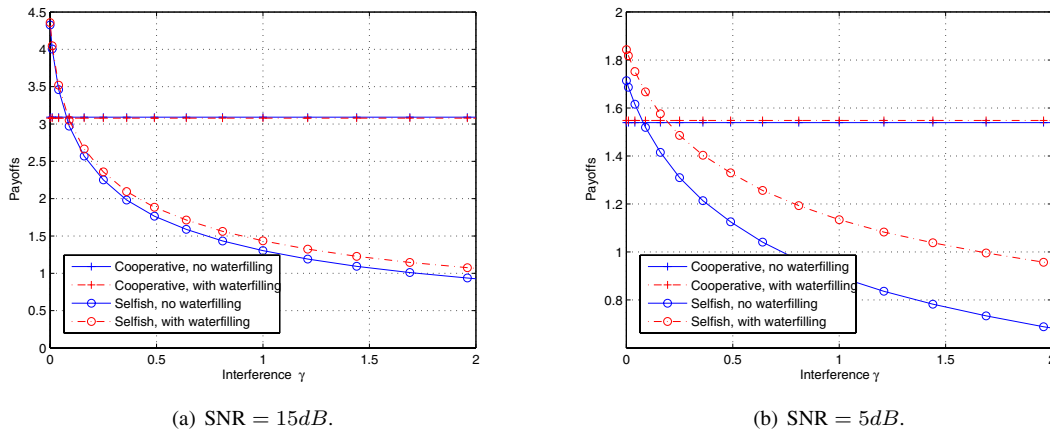 4.5
4
3.5
3
2.5
2
1.5
1
0.5
0
Payoffs
Cooperative, no waterfilling
Cooperative, with waterfilling
Selfish, no waterfilling
Selfish, with waterfilling
0 0.5 1 1.5 2
Interference γ
(a) SNR = 15dB.
2
1.8
1.6
1.4
1.2
1
0.8
Payoffs
Cooperative, no waterfilling
Cooperative, with waterfilling
Selfish, no waterfilling
Selfish, with waterfilling
0 0.5 1 1.5 2
Interference γ
(b) SNR = 5dB.